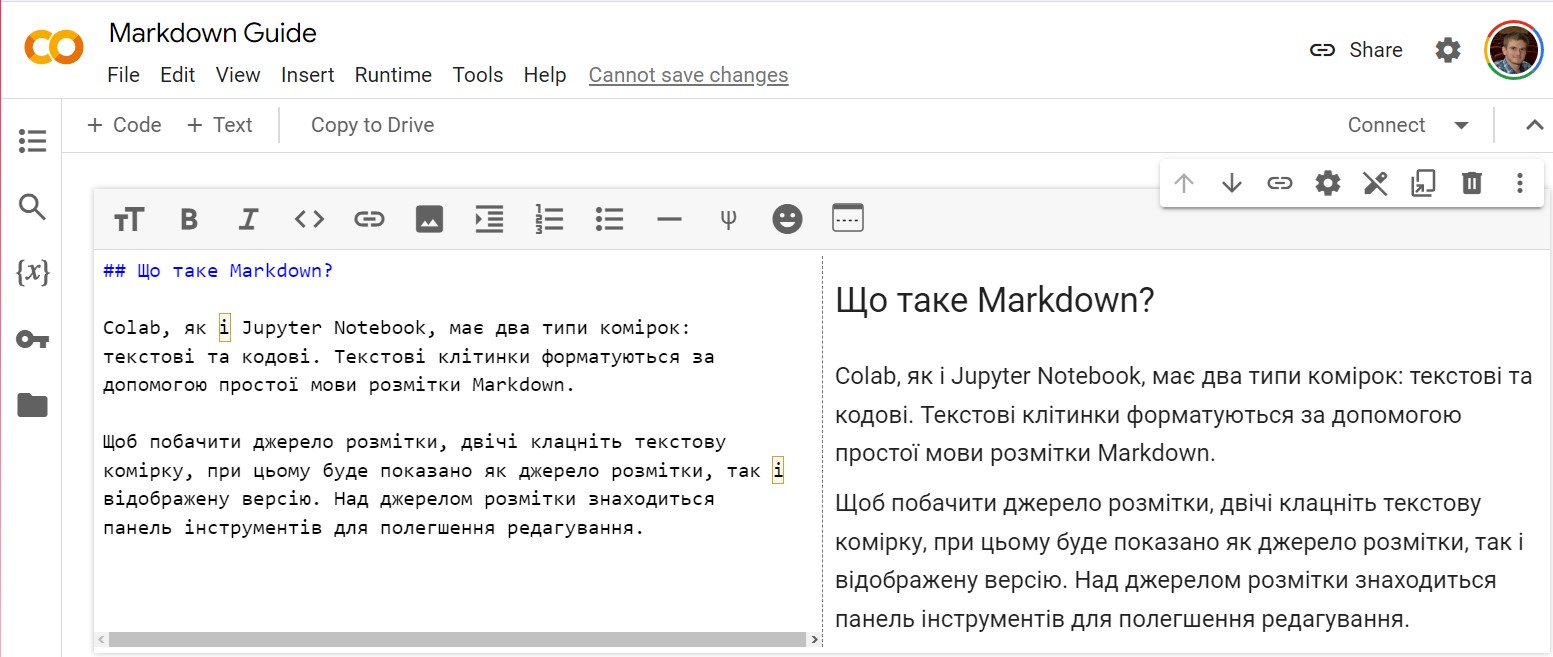 Markdown Guide
File Edit View Insert Runtime Tools Help Cannot save changes
Share
+ Code + Text Copy to Drive
Connect
## Що таке Markdown?
Colab, як і Jupyter Notebook, має два типи комірок:
текстові та кодові. Текстові клітинки форматуються за
допомогою простої мови розмітки Markdown.
Щоб побачити джерело розмітки, двічі клацніть текстову
комірку, при цьому буде показано як джерело розмітки, так і
відображену версію. Над джерелом розмітки знаходиться
панель інструментів для полегшення редагування.
Що таке Markdown?
Colab, як і Jupyter Notebook, має два типи комірок: текстові та
кодові. Текстові клітинки форматуються за допомогою
простої мови розмітки Markdown.
Щоб побачити джерело розмітки, двічі клацніть текстову
комірку, при цьому буде показано як джерело розмітки, так і
відображену версію. Над джерелом розмітки знаходиться
панель інструментів для полегшення редагування.